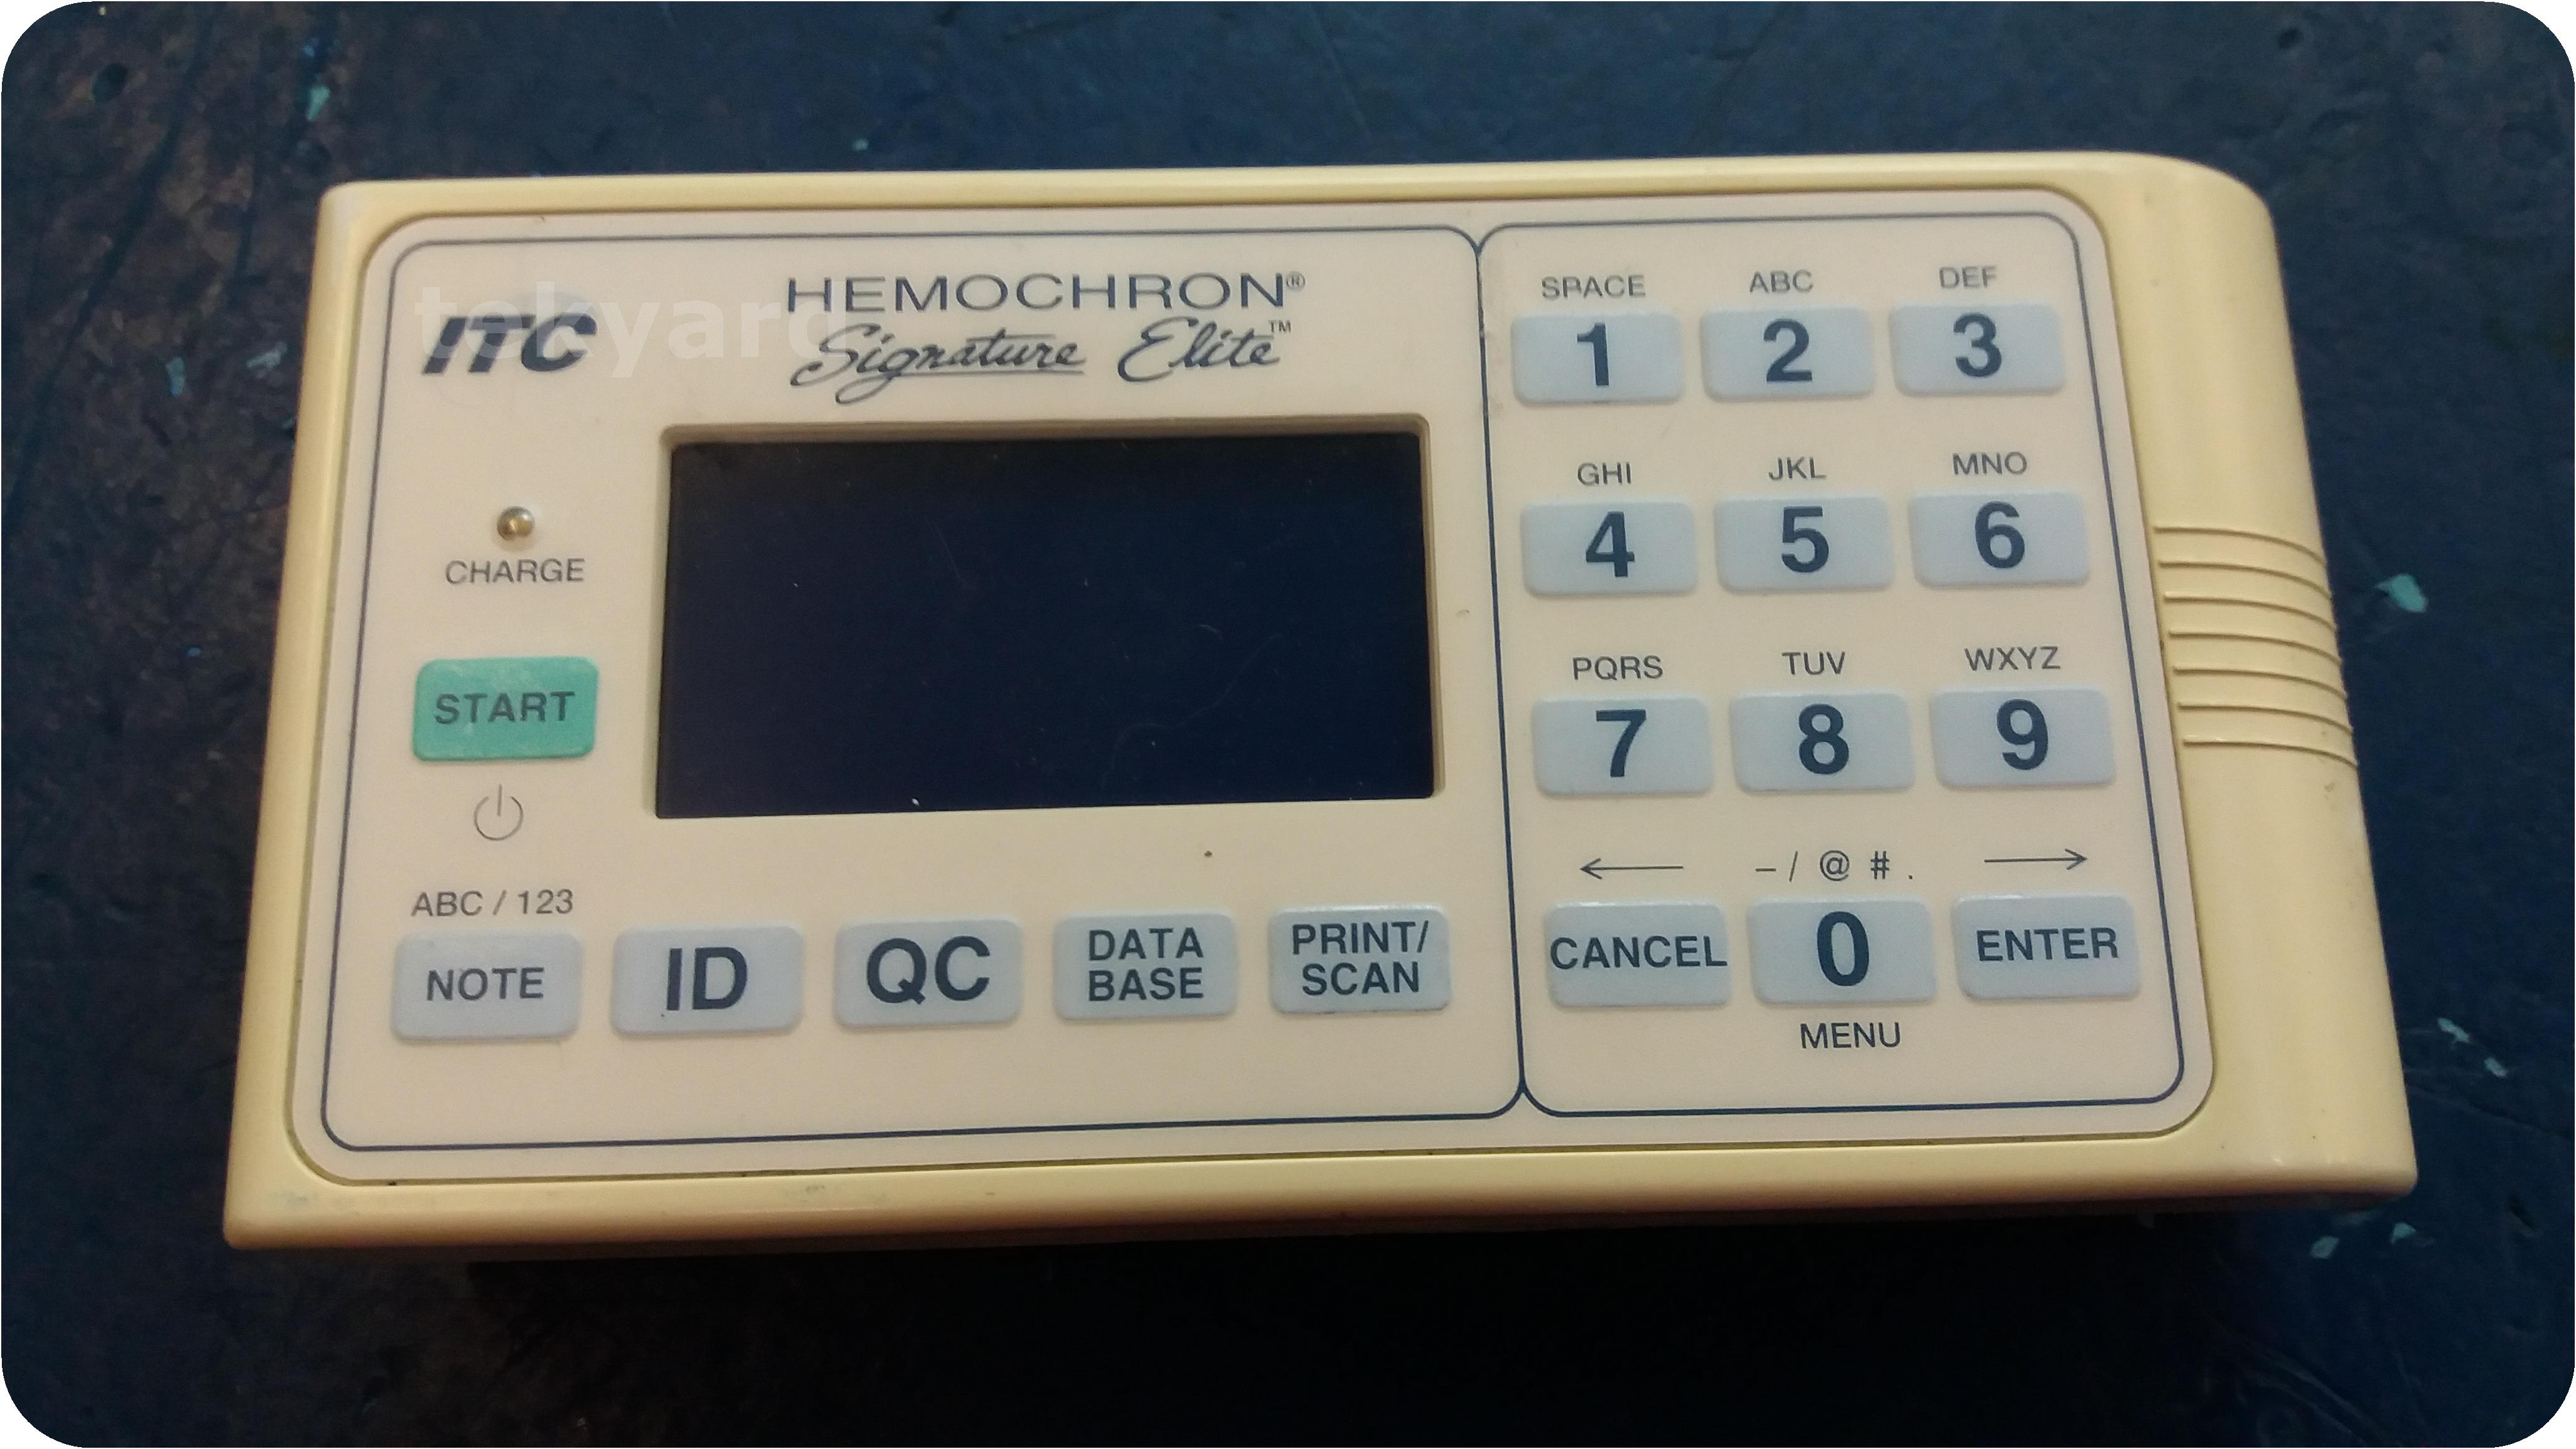 tekyard
ITC
HEMOCHRON®
Signature Elite™
CHARGE
START
ABC / 123
NOTE
ID
QC
DATA
BASE
PRINT/
SCAN
SPACE ABC DEF
1 2 3
GHI JKL MNO
4 5 6
PQRS TUV WXYZ
7 8 9
← – / @ # . →
CANCEL 0 ENTER
MENU